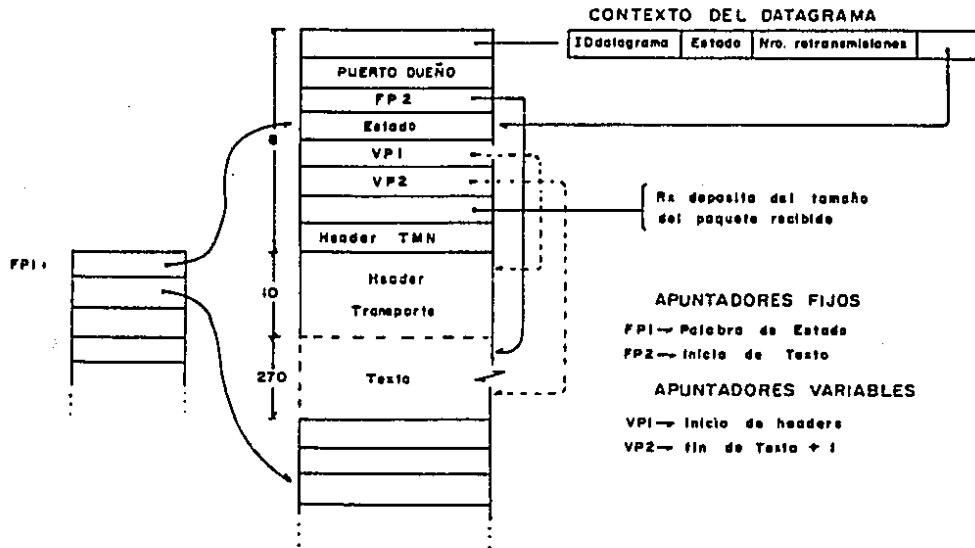 CONTEXTO DEL DATAGRAMA
IDdatagrama Estado Nro. retransmisiones
PUERTO DUEÑO
FP2
Estado
8
VP1
VP2
Rx deposita del tamaño
del paquete recibido
Header TMN
FP1
Header
Transporte
10
APUNTADORES FIJOS
FP1→ Palabra de Estado
FP2→ Inicio de Texto
270
Texto
APUNTADORES VARIABLES
VP1→ Inicio de headers
VP2→ fin de Texto + 1